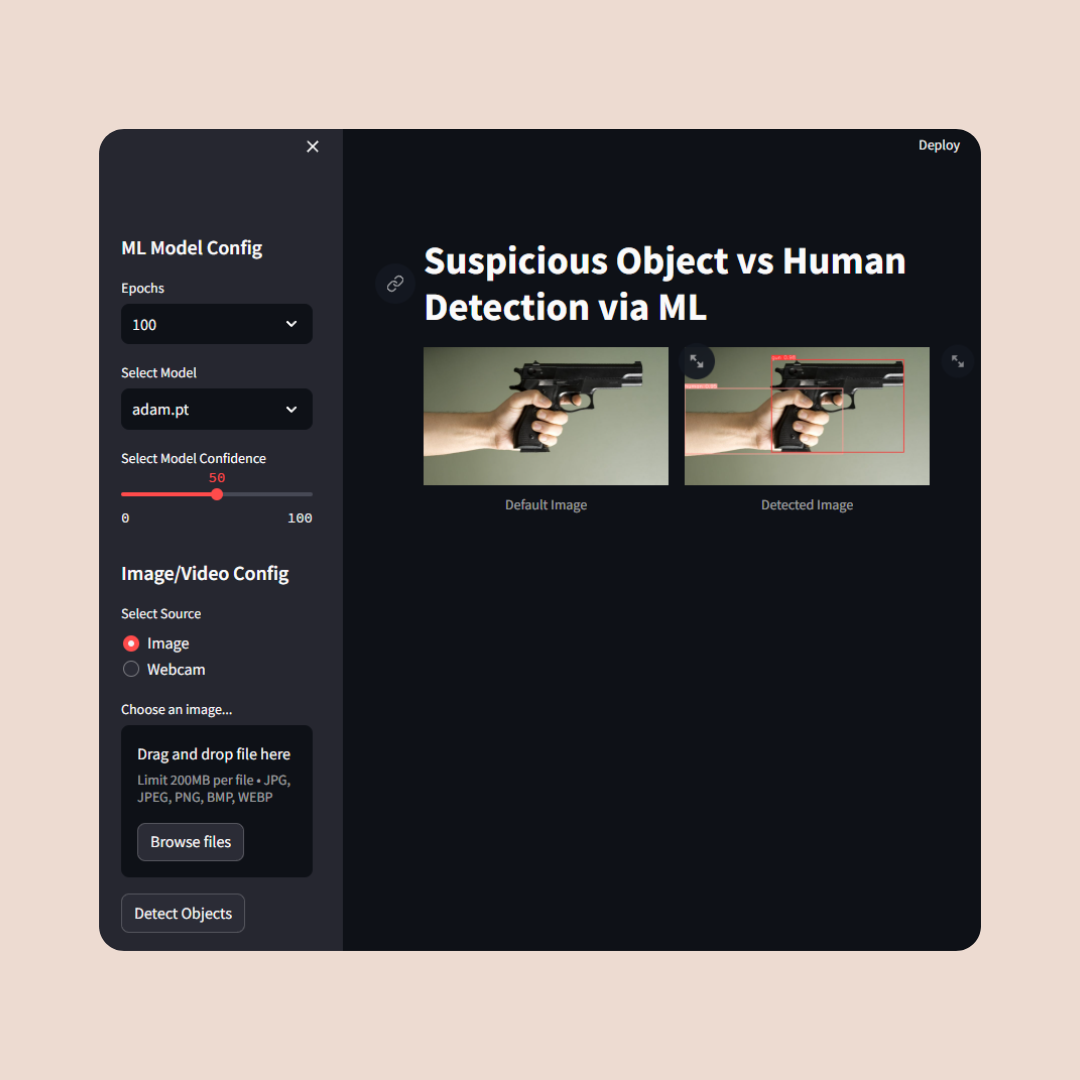 Deploy
ML Model Config
Epochs
100
Select Model
adam.pt
Select Model Confidence
50
0 100
Image/Video Config
Select Source
Image
Webcam
Choose an image...
Drag and drop file here
Limit 200MB per file • JPG,
JPEG, PNG, BMP, WEBP
Browse files
Detect Objects
Suspicious Object vs Human
Detection via ML
Default Image
Detected Image